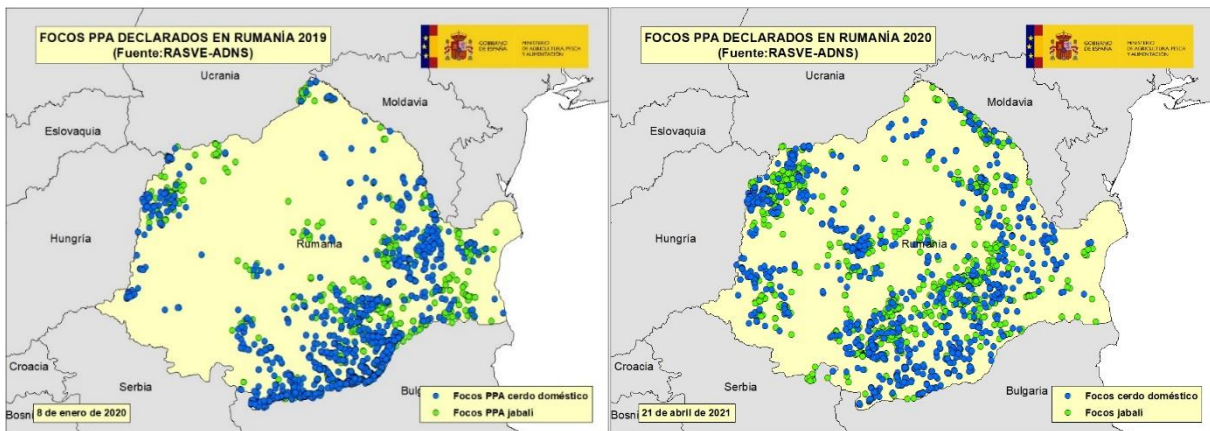 FOCOS PPA DECLARADOS EN RUMANÍA 2019
(Fuente:RASVE-ADNS)
GOBIERNO
DE ESPAÑA
MINISTERIO
DE AGRICULTURA, PESCA
Y ALIMENTACIÓN
Ucrania
Moldavia
Eslovaquia
Hungría
Rumanía
Croacia
Serbia
Bulg
Bosni
8 de enero de 2020
Focos PPA cerdo doméstico
Focos PPA jabalí
FOCOS PPA DECLARADOS EN RUMANÍA 2020
(Fuente:RASVE-ADNS)
GOBIERNO
DE ESPAÑA
MINISTERIO
DE AGRICULTURA, PESCA
Y ALIMENTACIÓN
Ucrania
Moldavia
Eslovaquia
Hungría
Rumanía
Croacia
Serbia
Bulgaria
Bosni
21 de abril de 2021
Focos cerdo doméstico
Focos jabalí